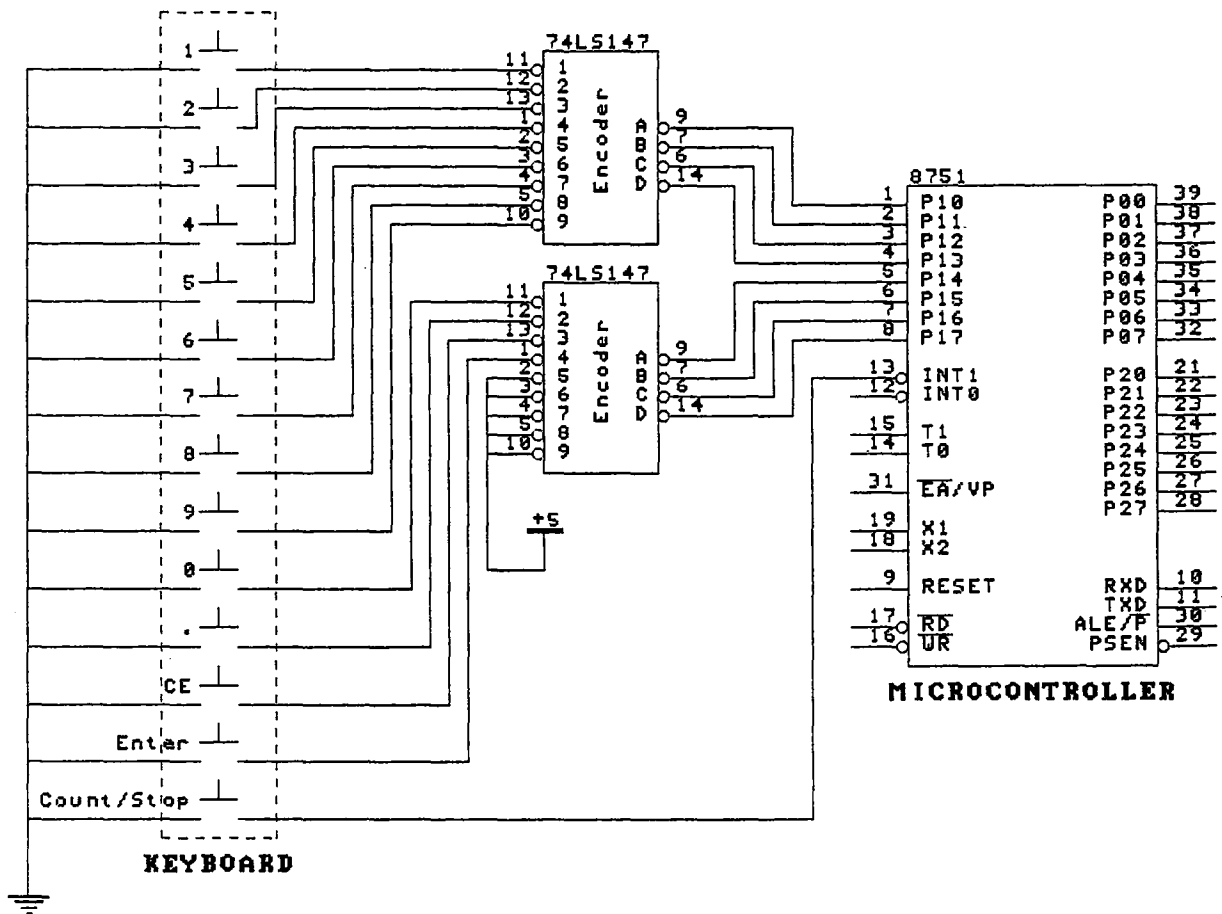 1
2
3
4
5
6
7
8
9
0
.
CE
Enter
Count/Stop
KEYBOARD
74LS147
11 1
12 2
13 3
1 4
2 5
3 6
4 7
5 8
10 9
Encoder
A 9
B 7
C 6
D 14
74LS147
11 1
12 2
13 3
1 4
2 5
3 6
4 7
5 8
10 9
Encoder
A 9
B 7
C 6
D 14
+5
8751
1 P10 P00 39
2 P11 P01 38
3 P12 P02 37
4 P13 P03 36
5 P14 P04 35
6 P15 P05 34
7 P16 P06 33
8 P17 P07 32
13 INT1 P20 21
12 INT0 P21 22
P22 23
15 T1 P23 24
14 T0 P24 25
P25 26
31 EA/VP P26 27
P27 28
19 X1
18 X2
9 RESET RXD 10
TXD 11
17 RD ALE/P 30
16 WR PSEN 29
MICROCONTROLLER